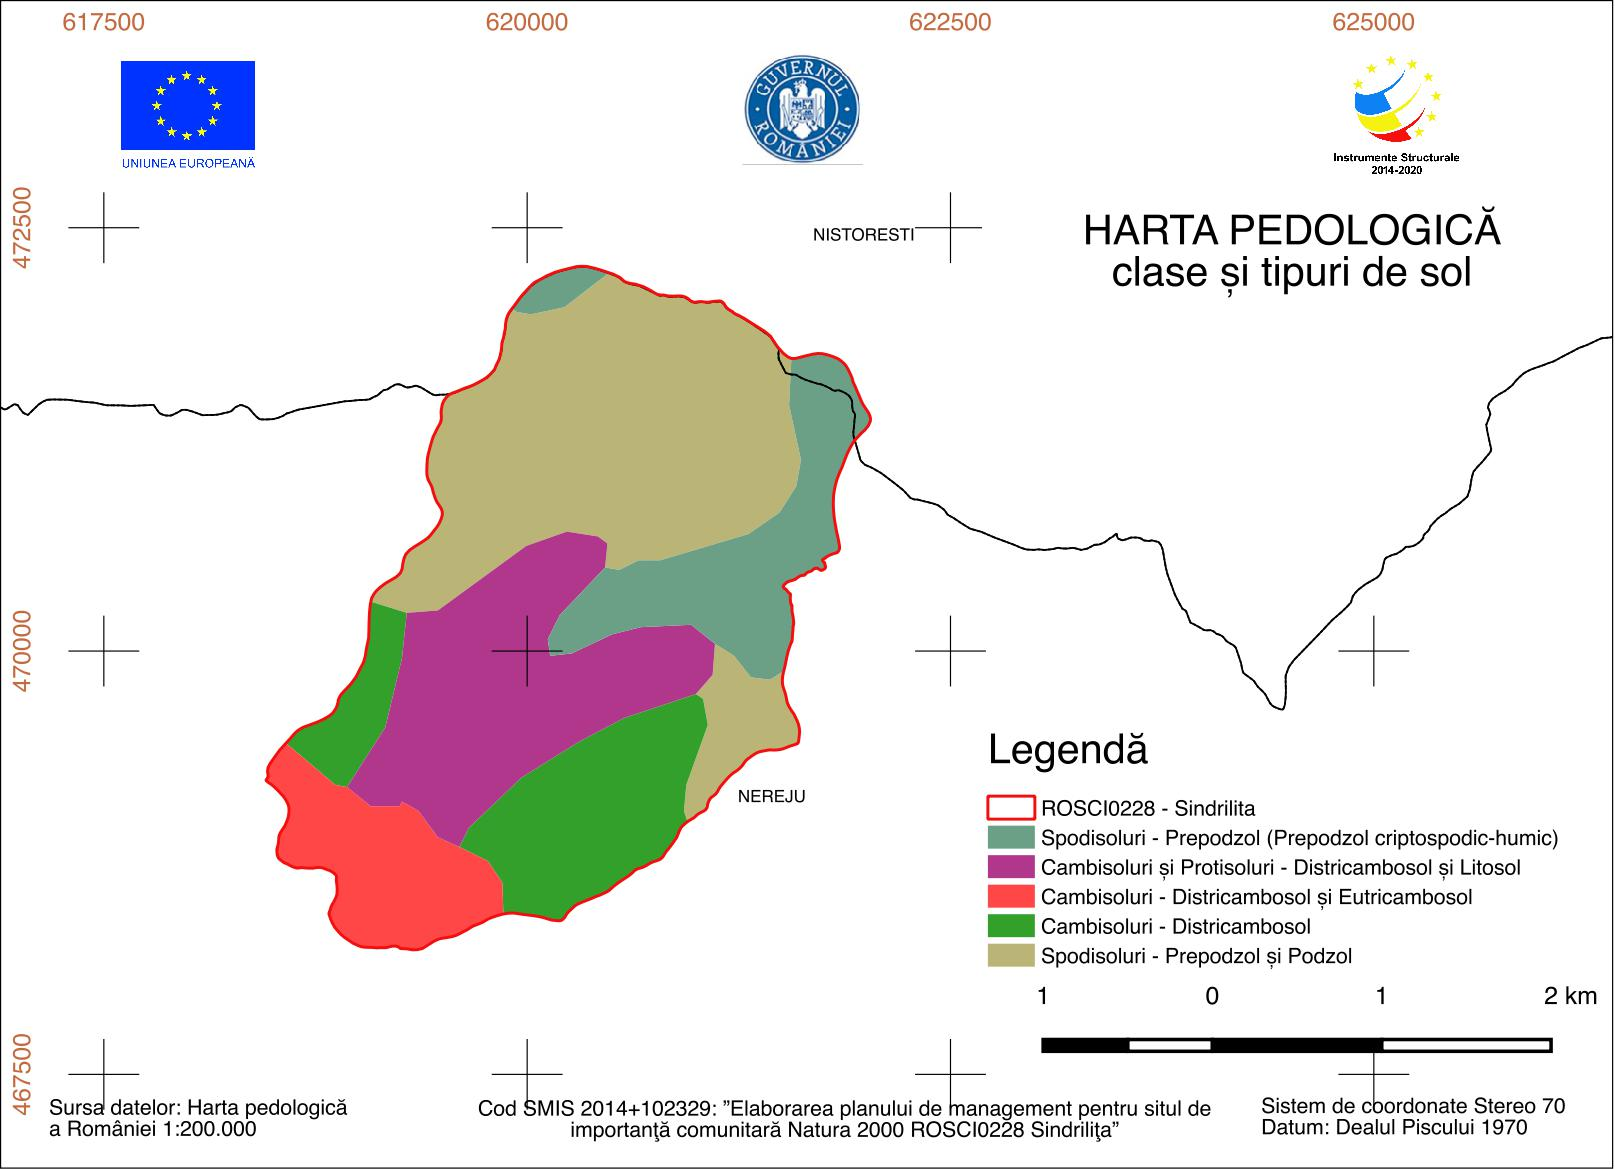 617500 620000 622500 625000
GUVERNUL ROMÂNIEI
UNIUNEA EUROPEANĂ
Instrumente Structurale
2014-2020
472500
NISTORESTI
HARTA PEDOLOGICĂ
clase și tipuri de sol
470000
NEREJU
Legendă
ROSCI0228 - Sindrilita
Spodisoluri - Prepodzol (Prepodzol criptospodic-humic)
Cambisoluri și Protisoluri - Districambosol și Litosol
Cambisoluri - Districambosol și Eutricambosol
Cambisoluri - Districambosol
Spodisoluri - Prepodzol și Podzol
1 0 1 2 km
467500
Sursa datelor: Harta pedologică
a României 1:200.000
Cod SMIS 2014+102329: ”Elaborarea planului de management pentru situl de
importanţă comunitară Natura 2000 ROSCI0228 Sindriliţa”
Sistem de coordonate Stereo 70
Datum: Dealul Piscului 1970